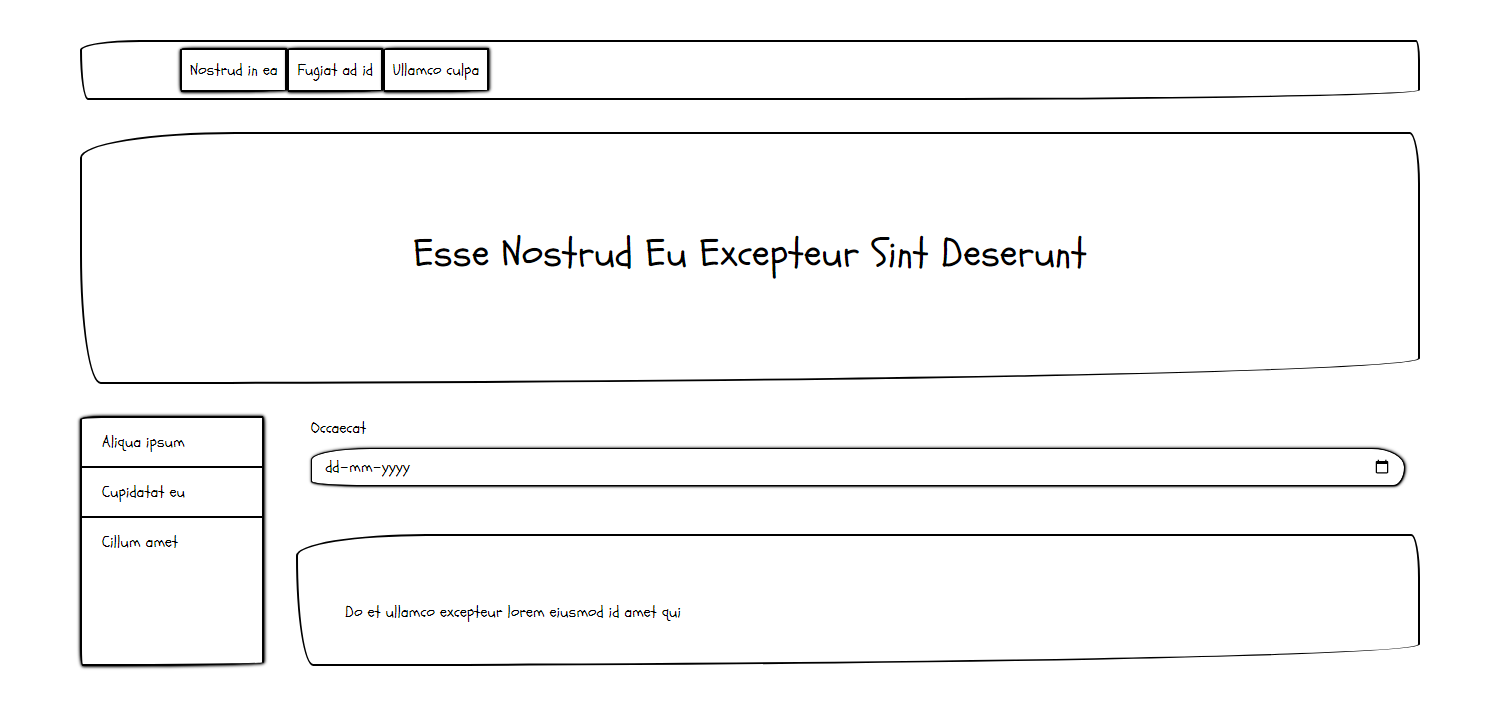 Nostrud in ea Fugiat ad id Ullamco culpa
Esse Nostrud Eu Excepteur Sint Deserunt
Aliqua ipsum
Cupidatat eu
Cillum amet
Occaecat
dd-mm-yyyy
Do et ullamco excepteur lorem eiusmod id amet qui